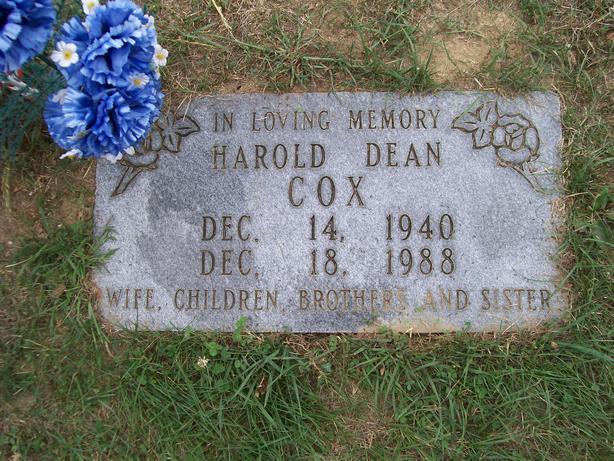 IN LOVING MEMORY
HAROLD DEAN
COX
DEC. 14, 1940
DEC. 18, 1988
WIFE, CHILDREN, BROTHERS AND SISTER